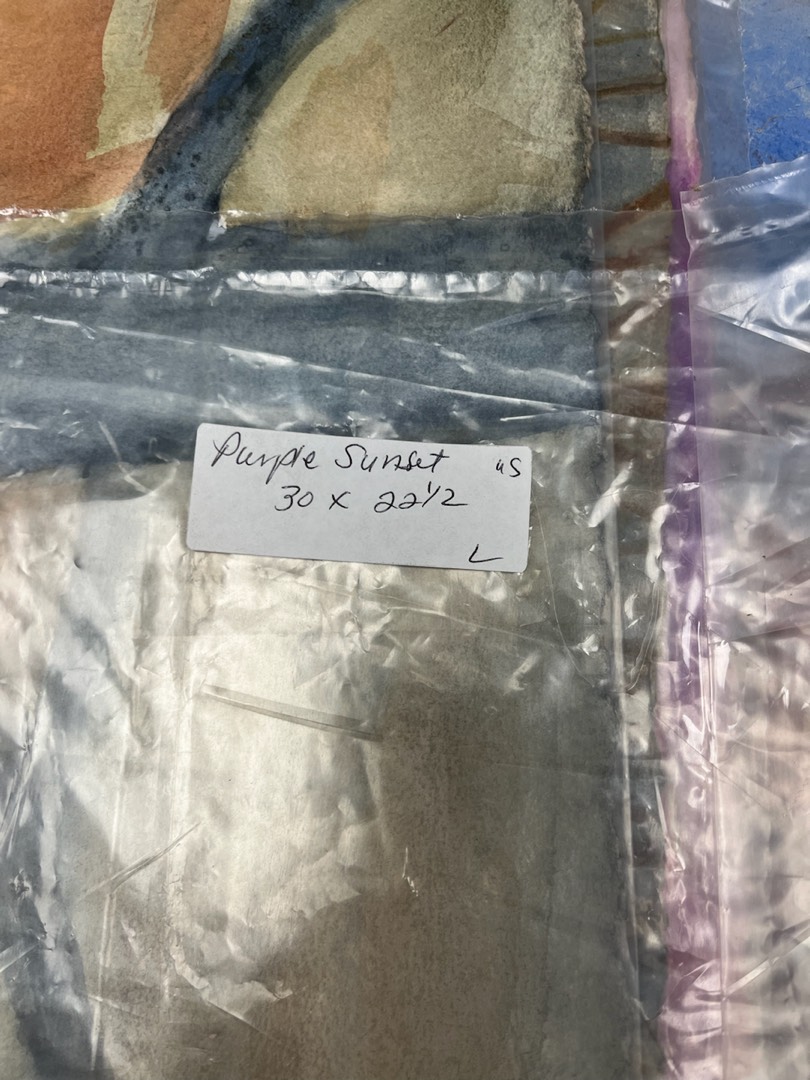 Purple Sunset us
30 x 22 1/2
L